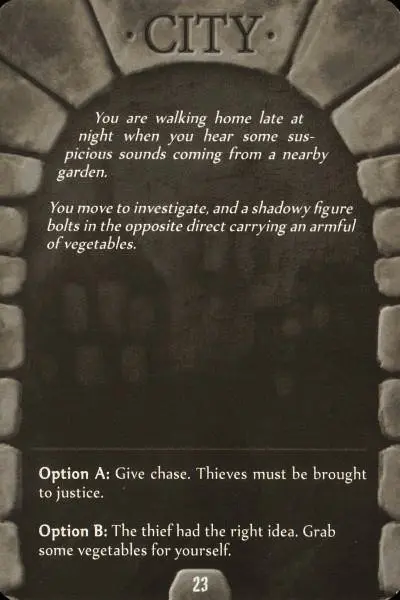 ·CITY·
You are walking home late at
night when you hear some sus-
picious sounds coming from a nearby
garden.
You move to investigate, and a shadowy figure
bolts in the opposite direct carrying an armful
of vegetables.
Option A: Give chase. Thieves must be brought
to justice.
Option B: The thief had the right idea. Grab
some vegetables for yourself.
23